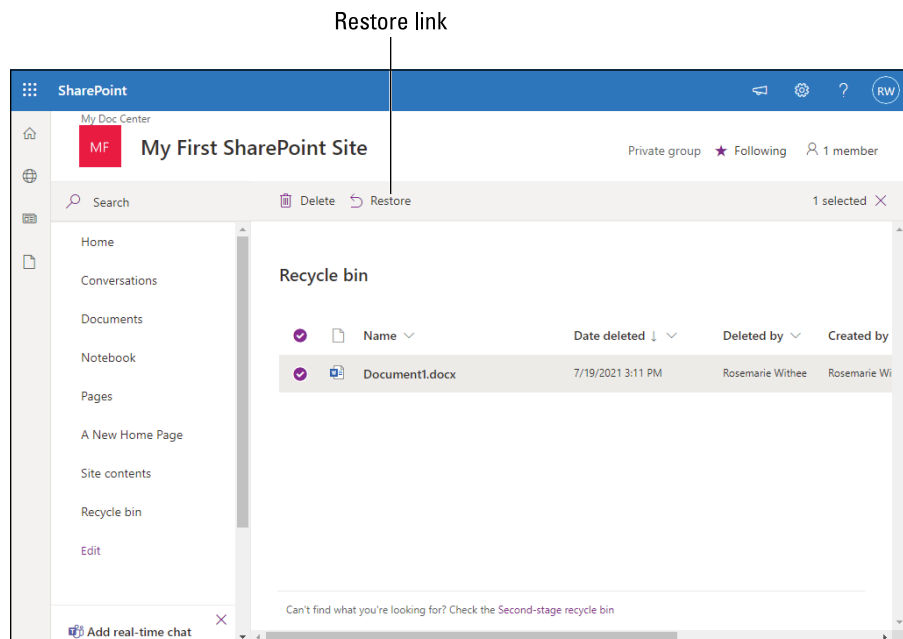 Restore link
SharePoint
? RW
My Doc Center
MF My First SharePoint Site
Private group Following 1 member
Search
Delete Restore 1 selected
Home
Conversations
Documents
Notebook
Pages
A New Home Page
Site contents
Recycle bin
Edit
Add real-time chat
Recycle bin
Name Date deleted ↓ Deleted by Created by
Document1.docx 7/19/2021 3:11 PM Rosemarie Withee Rosemarie Wi
Can't find what you're looking for? Check the Second-stage recycle bin